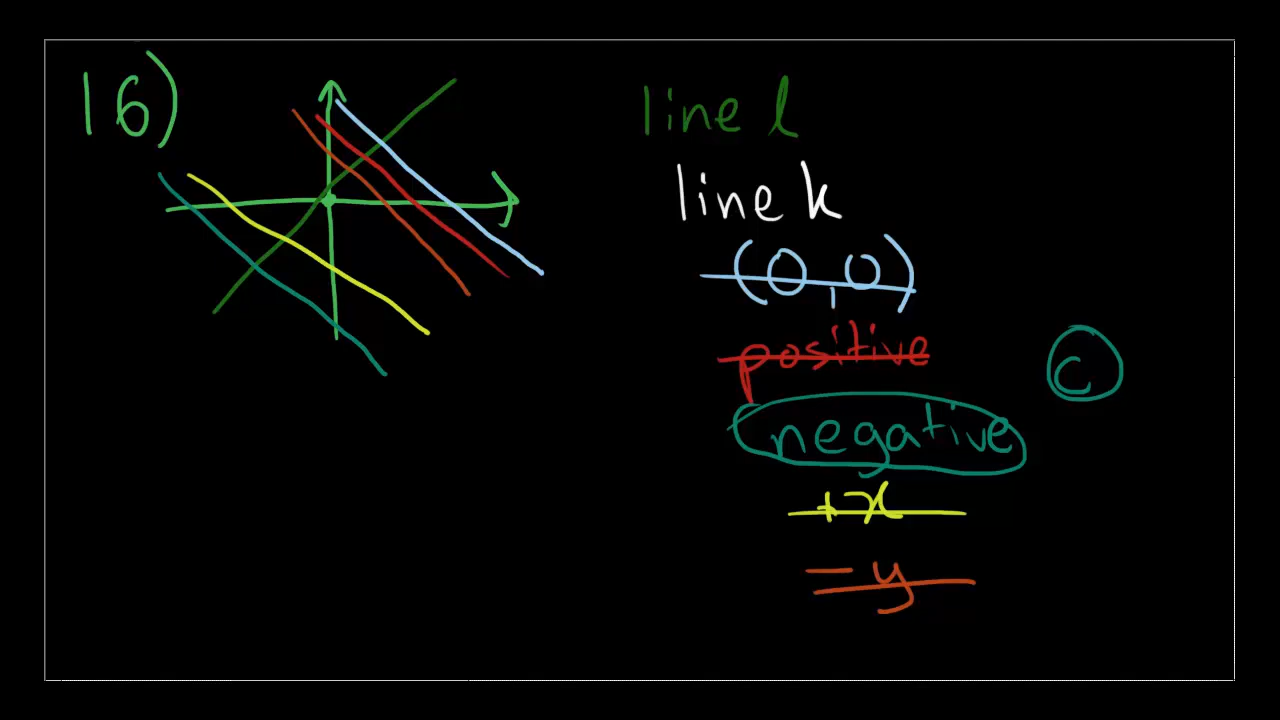 16)
line l
line k
(0,0)
positive
negative
C
+x
-y